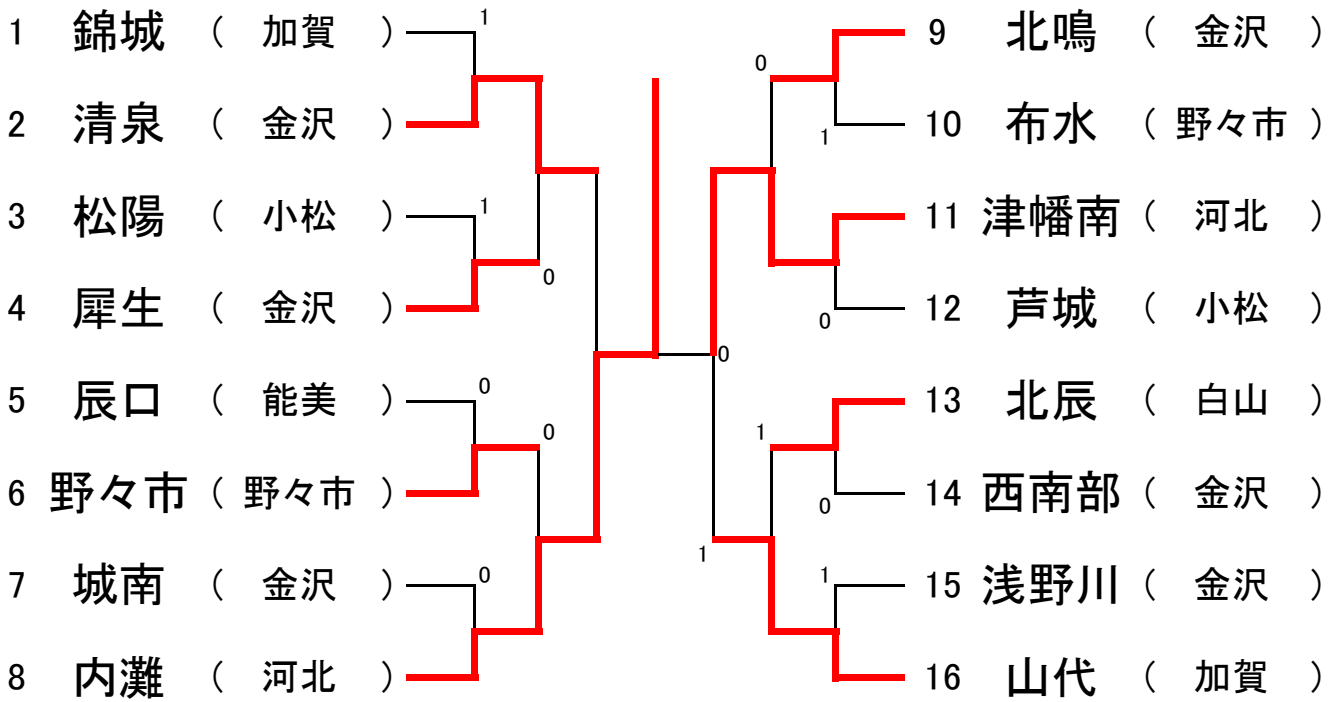 1 錦城 ( 加賀 ) 1
2 清泉 ( 金沢 )
3 松陽 ( 小松 ) 1
4 犀生 ( 金沢 ) 0
5 辰口 ( 能美 ) 0
0
6 野々市 ( 野々市 )
7 城南 ( 金沢 ) 0
8 内灘 ( 河北 )
9 北鳴 ( 金沢 )
0
1 10 布水 ( 野々市 )
11 津幡南 ( 河北 )
0 12 芦城 ( 小松 )
0
13 北辰 ( 白山 )
1
0 14 西南部 ( 金沢 )
1
1 15 浅野川 ( 金沢 )
16 山代 ( 加賀 )